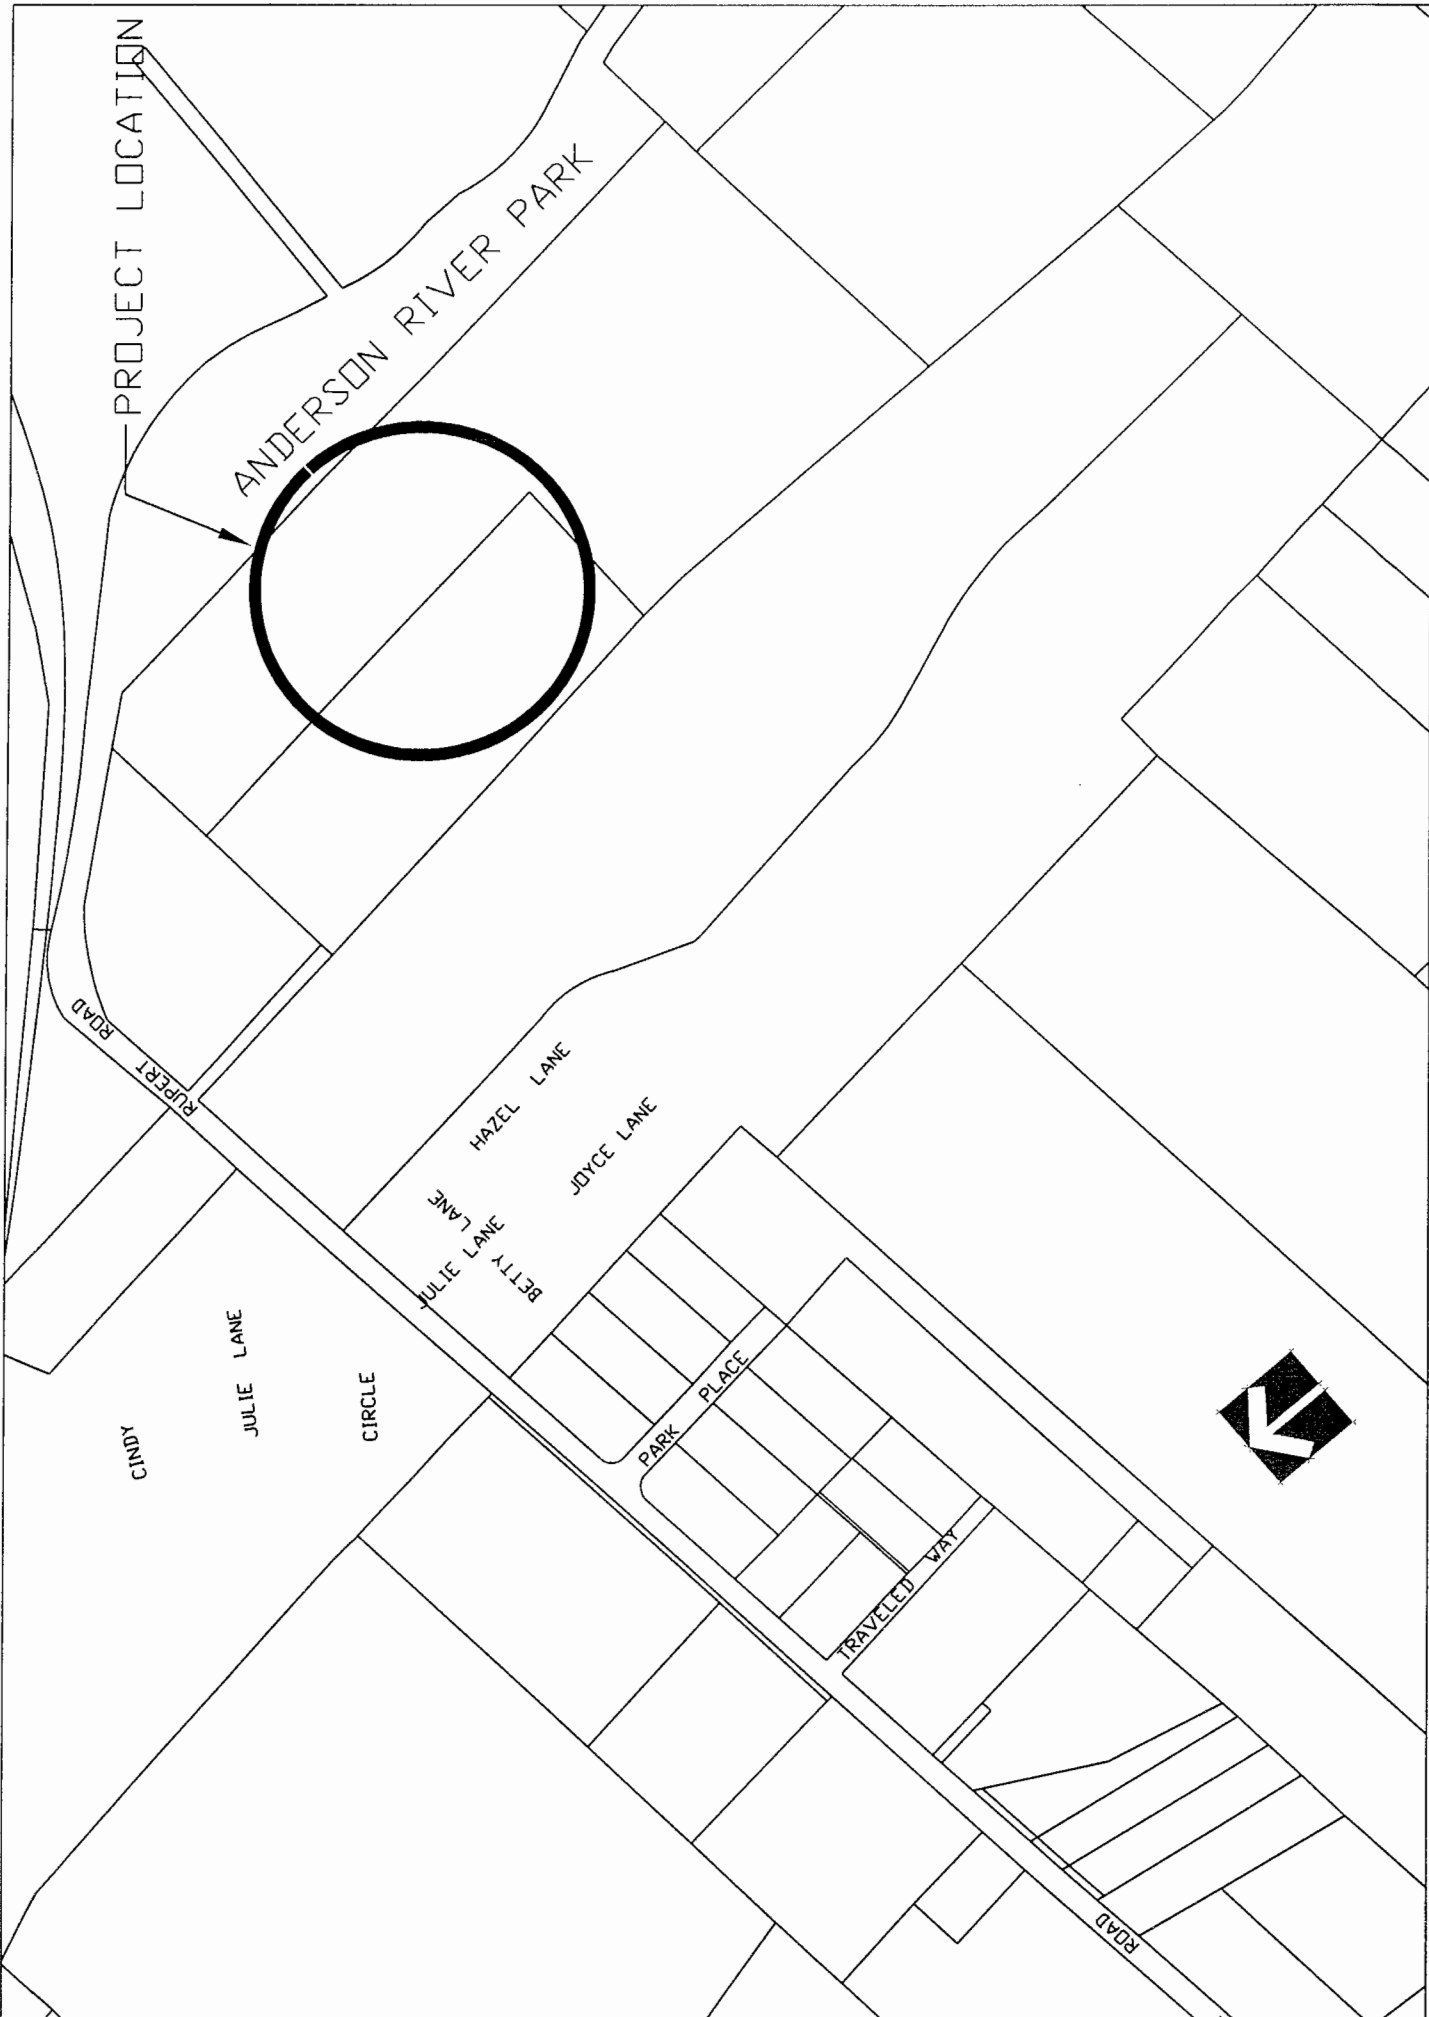 PROJECT LOCATION
ANDERSON RIVER PARK
RUPERT ROAD
HAZEL LANE
JOYCE LANE
BETTY LANE
JULIE LANE
CINDY
JULIE LANE
CIRCLE
PARK PLACE
TRAVELED WAY
ROAD